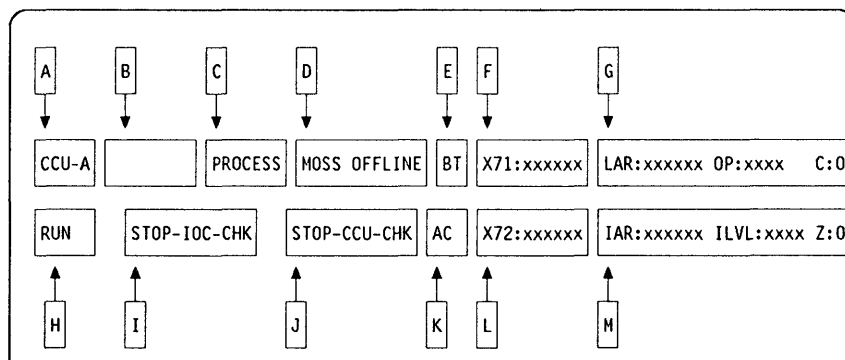 A B C D E F G
CCU-A PROCESS MOSS OFFLINE BT X71:xxxxxx LAR:xxxxxx OP:xxxx C:0
RUN STOP-IOC-CHK STOP-CCU-CHK AC X72:xxxxxx IAR:xxxxxx ILVL:xxxx Z:0
H I J K L M